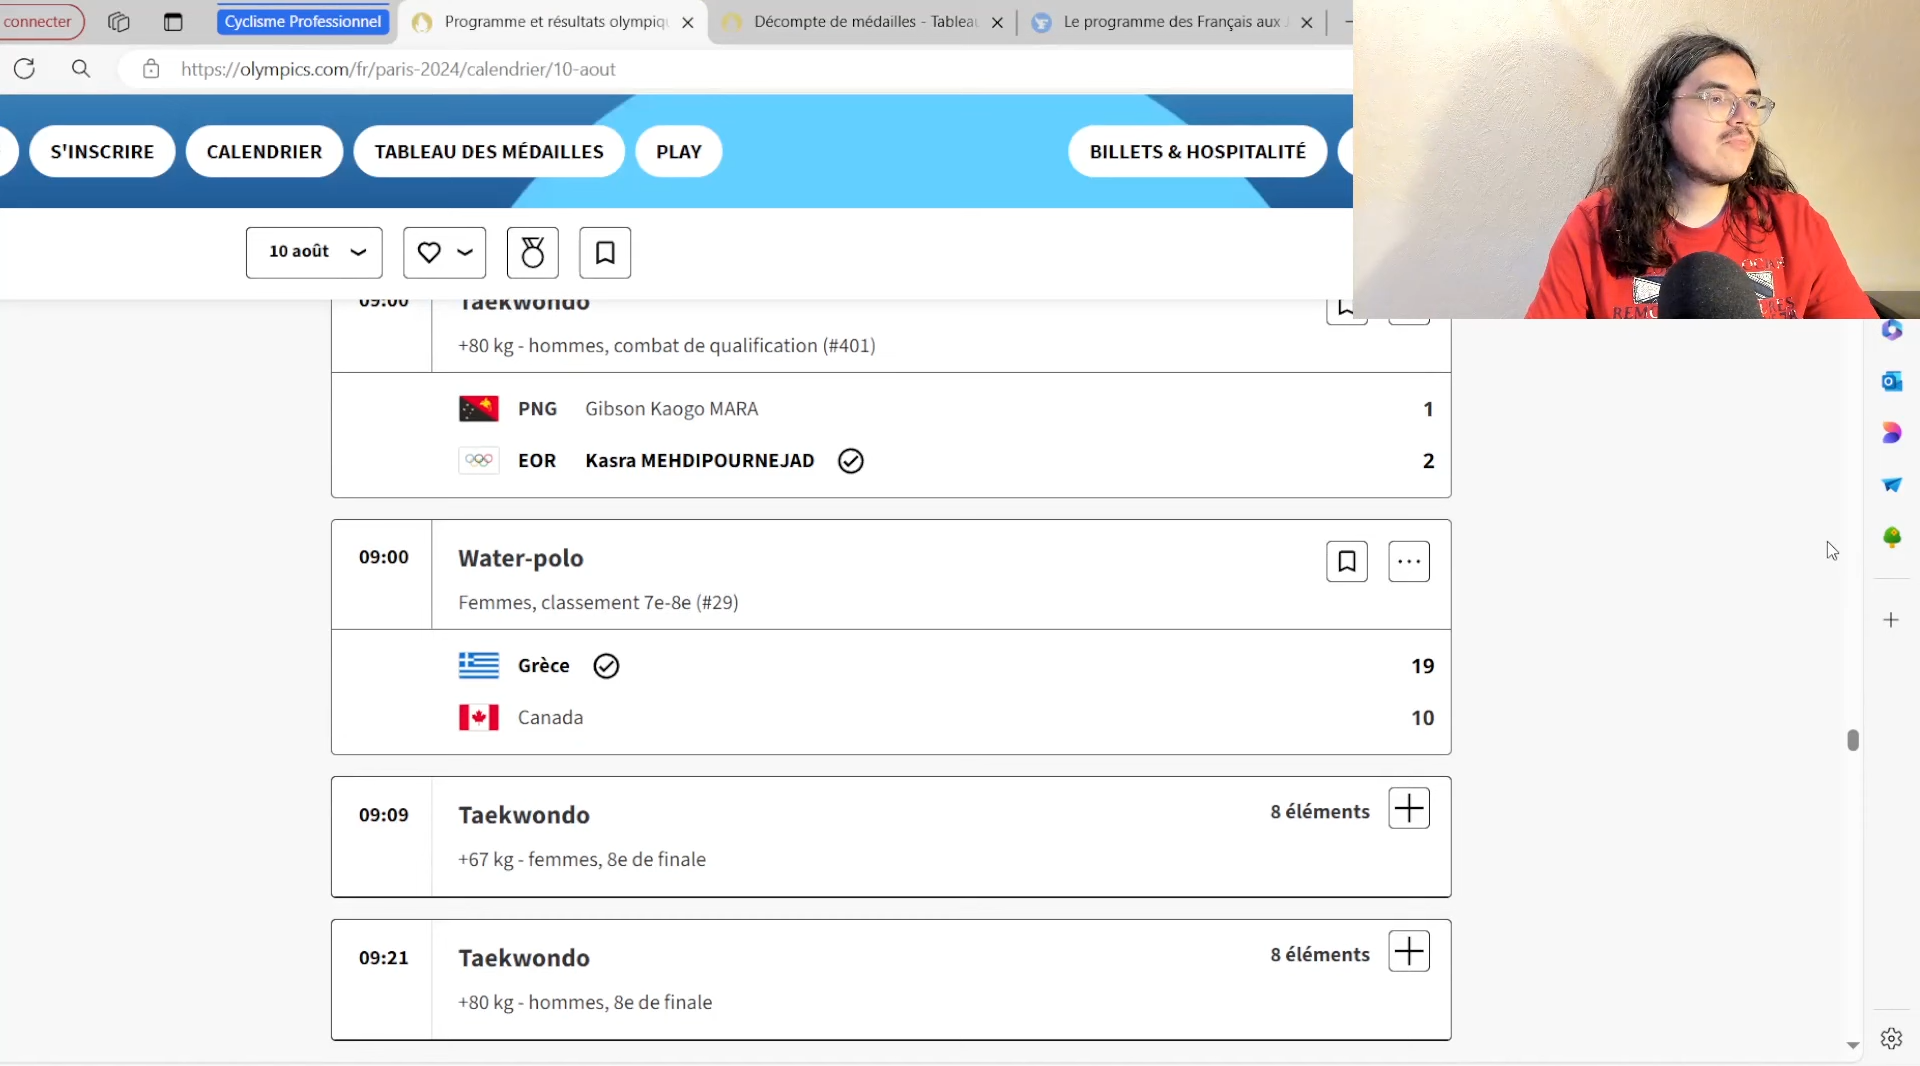 connecter
Cyclisme Professionnel
Programme et résultats olympiq
Décompte de médailles - Tablea
Le programme des Français aux J
https://olympics.com/fr/paris-2024/calendrier/10-aout
S'INSCRIRE
CALENDRIER
TABLEAU DES MÉDAILLES
PLAY
BILLETS & HOSPITALITÉ
10 août
09:00
Taekwondo
+80 kg - hommes, combat de qualification (#401)
PNG Gibson Kaogo MARA 1
EOR Kasra MEHDIPOURNEJAD 2
09:00
Water-polo
Femmes, classement 7e-8e (#29)
Grèce 19
Canada 10
09:09
Taekwondo
8 éléments
+67 kg - femmes, 8e de finale
09:21
Taekwondo
8 éléments
+80 kg - hommes, 8e de finale